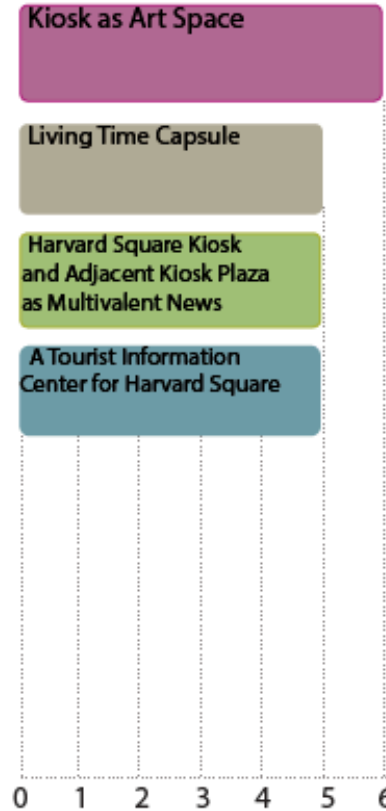 Kiosk as Art Space
Living Time Capsule
Harvard Square Kiosk
and Adjacent Kiosk Plaza
as Multivalent News
A Tourist Information
Center for Harvard Square
0 1 2 3 4 5 6